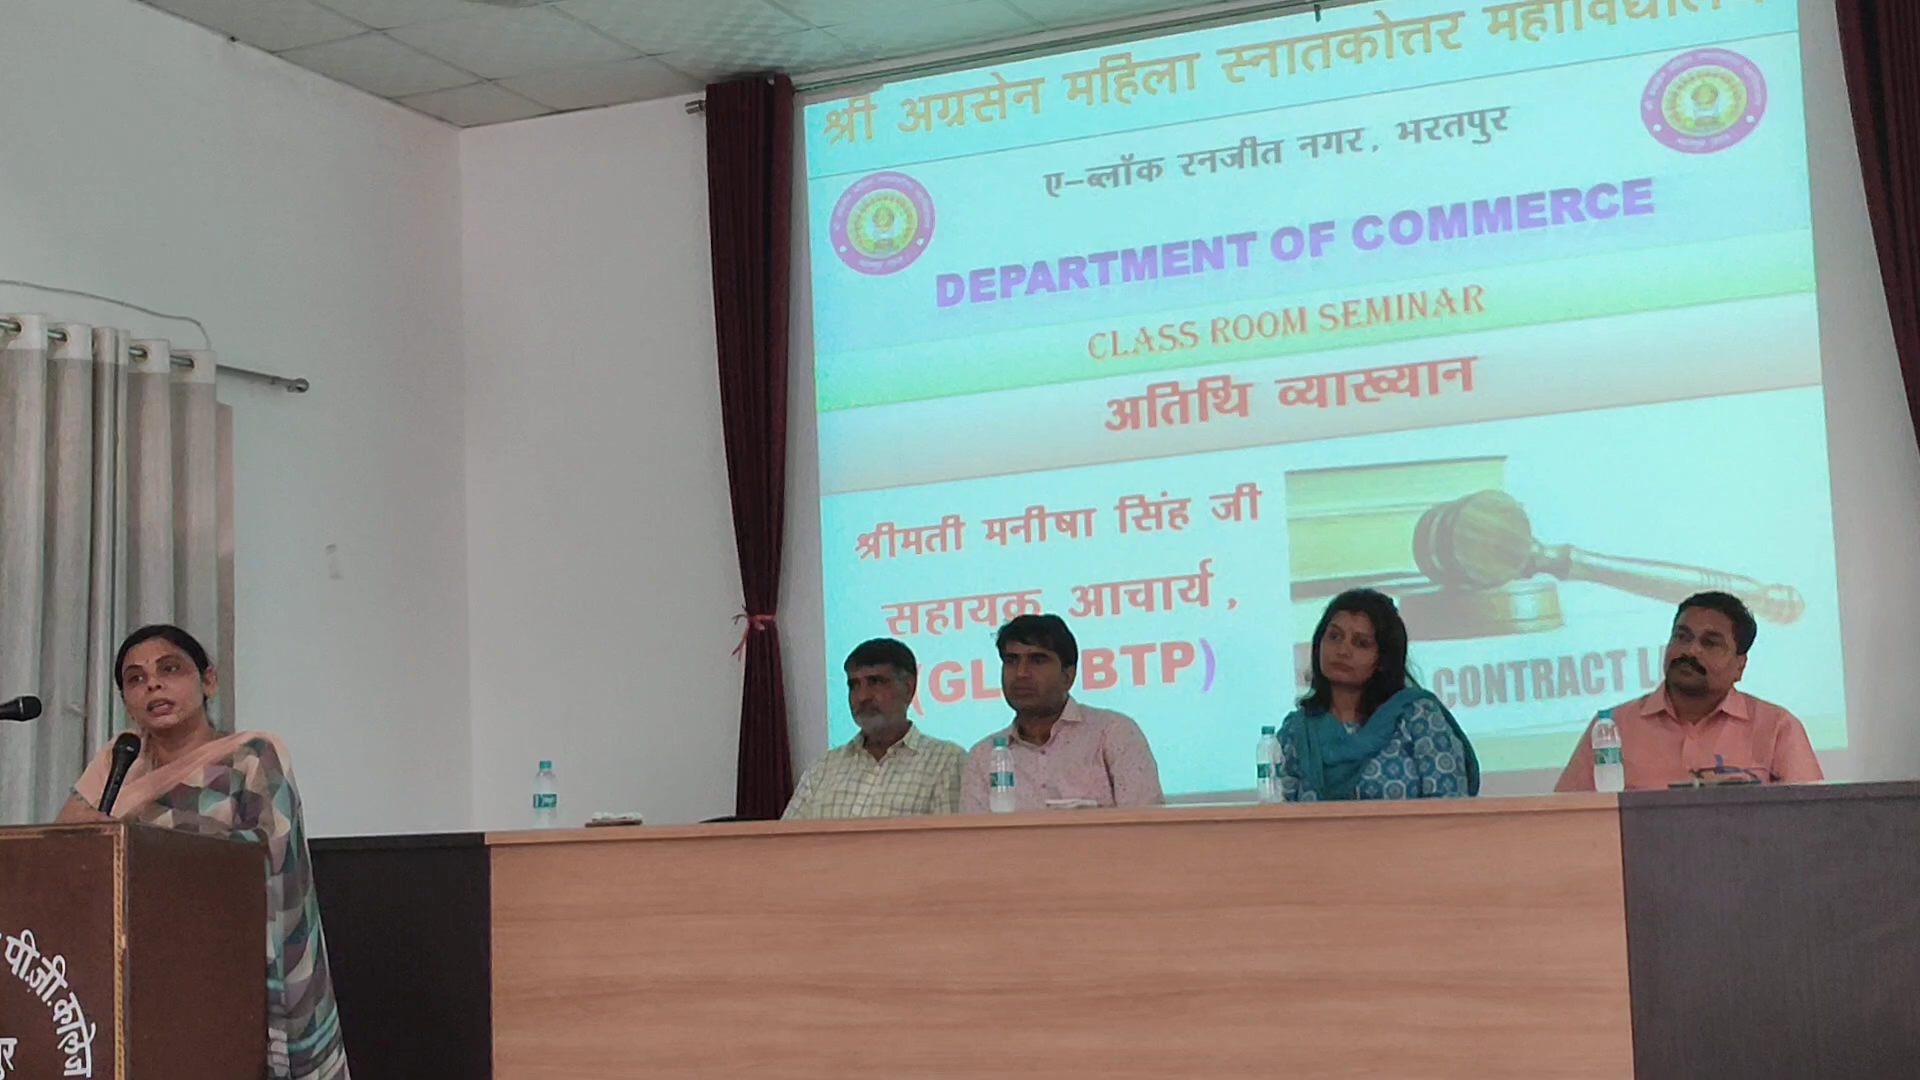 श्री अग्रसेन महिला स्नातकोत्तर महाविद्यालय
ए-ब्लॉक रनजीत नगर, भरतपुर
DEPARTMENT OF COMMERCE
CLASS ROOM SEMINAR
अतिथि व्याख्यान
श्रीमती मनीषा सिंह जी
सहायक आचार्य,
(GL BTP)
CONTRACT L
पी.जी. कालेज